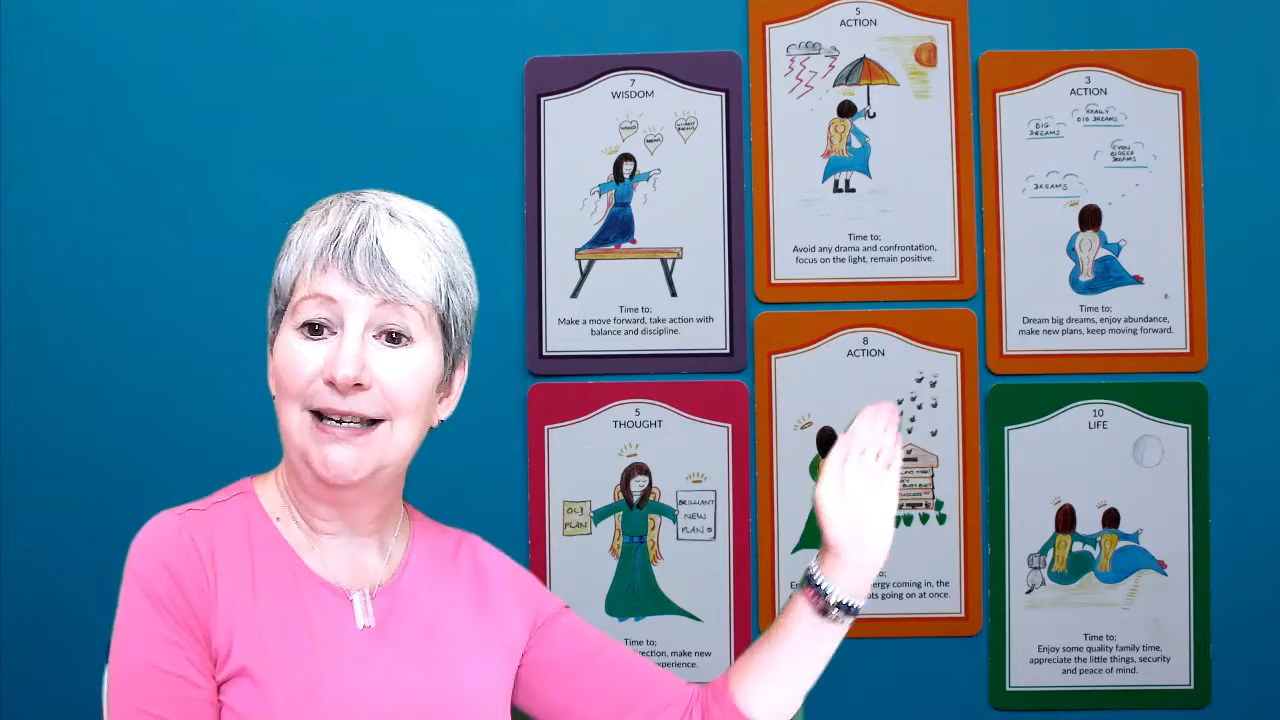 7
WISDOM
Time to;
Make a move forward, take action with
balance and discipline.
5
ACTION
Time to;
Avoid any drama and confrontation,
focus on the light, remain positive.
3
ACTION
BIG
DREAMS
REALLY
BIG DREAMS
EVEN
BIGGER
DREAMS
DREAMS
Time to;
Dream big dreams, enjoy abundance,
make new plans, keep moving forward.
5
THOUGHT
OLD
PLAN
BRILLIANT
NEW
PLAN
Time to;
make new
8
ACTION
SUCCESS
coming in, the
going on at once.
10
LIFE
Time to;
Enjoy some quality family time,
appreciate the little things, security
and peace of mind.